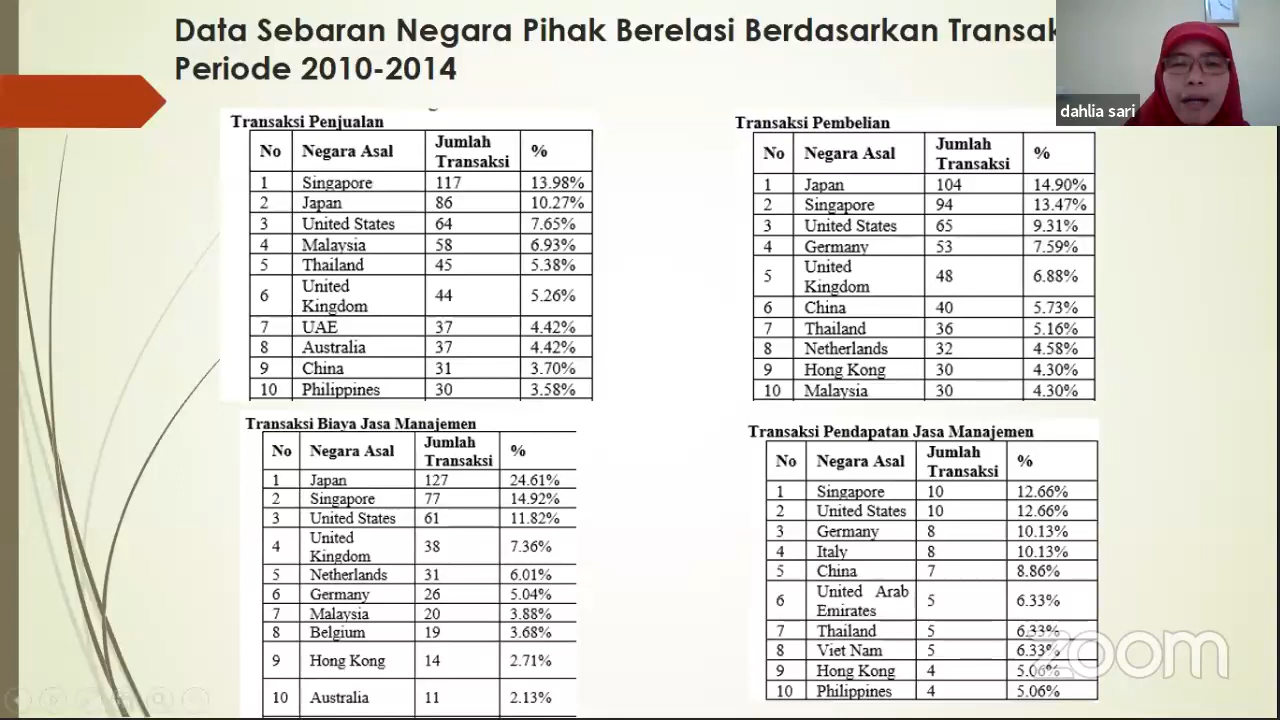 Data Sebaran Negara Pihak Berelasi Berdasarkan
Periode 2010-2014
dahlia sari
Transaksi Penjualan
No Negara Asal Jumlah Transaksi %
1 Singapore 117 13.98%
2 Japan 86 10.27%
3 United States 64 7.65%
4 Malaysia 58 6.93%
5 Thailand 45 5.38%
6 United Kingdom 44 5.26%
7 UAE 37 4.42%
8 Australia 37 4.42%
9 China 31 3.70%
10 Philippines 30 3.58%
Transaksi Pembelian
No Negara Asal Jumlah Transaksi %
1 Japan 104 14.90%
2 Singapore 94 13.47%
3 United States 65 9.31%
4 Germany 53 7.59%
5 United Kingdom 48 6.88%
6 China 40 5.73%
7 Thailand 36 5.16%
8 Netherlands 32 4.58%
9 Hong Kong 30 4.30%
10 Malaysia 30 4.30%
Transaksi Biaya Jasa Manajemen
No Negara Asal Jumlah Transaksi %
1 Japan 127 24.61%
2 Singapore 77 14.92%
3 United States 61 11.82%
4 United Kingdom 38 7.36%
5 Netherlands 31 6.01%
6 Germany 26 5.04%
7 Malaysia 20 3.88%
8 Belgium 19 3.68%
9 Hong Kong 14 2.71%
10 Australia 11 2.13%
Transaksi Pendapatan Jasa Manajemen
No Negara Asal Jumlah Transaksi %
1 Singapore 10 12.66%
2 United States 10 12.66%
3 Germany 8 10.13%
4 Italy 8 10.13%
5 China 7 8.86%
6 United Arab Emirates 5 6.33%
7 Thailand 5 6.33%
8 Viet Nam 5 6.33%
9 Hong Kong 4 5.06%
10 Philippines 4 5.06%
zoom